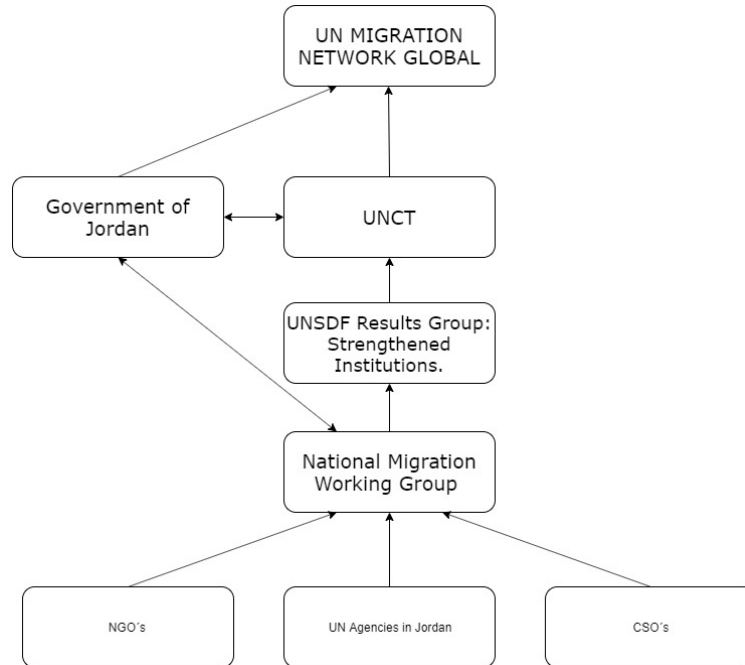 UN MIGRATION
NETWORK GLOBAL
Government of
Jordan
UNCT
UNSDF Results Group:
Strengthened
Institutions.
National Migration
Working Group
NGO´s
UN Agencies in Jordan
CSO´s